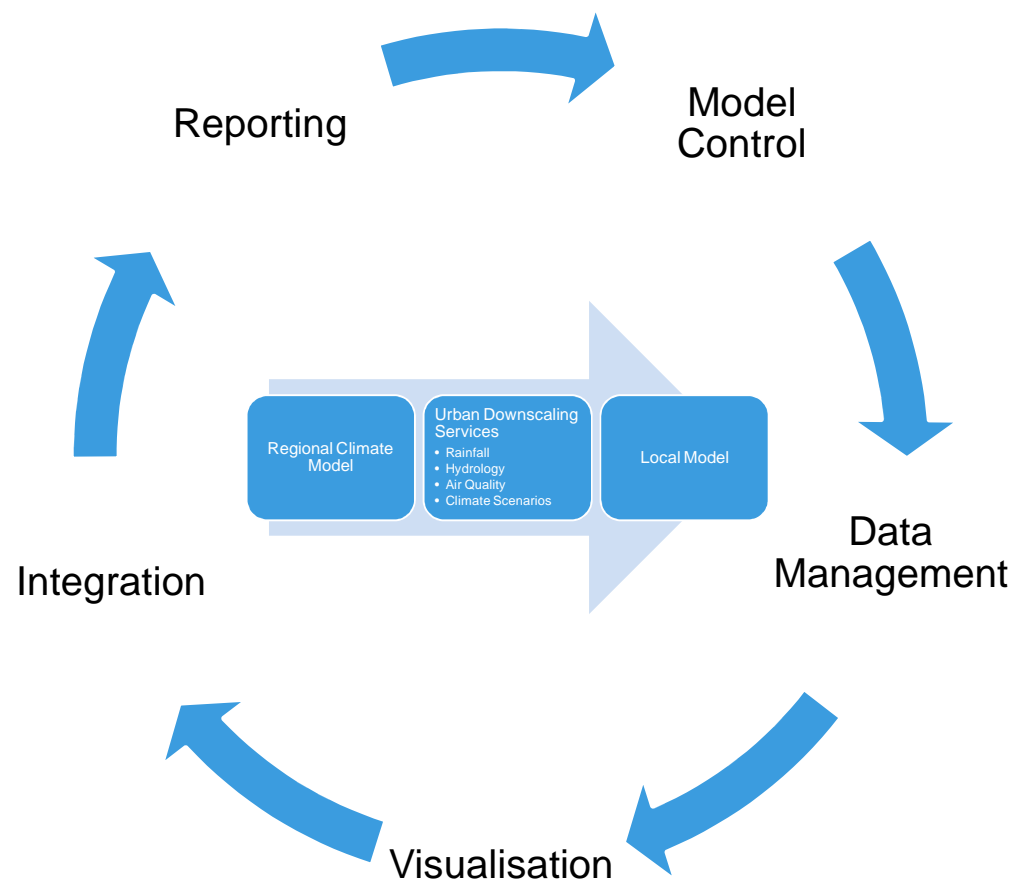 Reporting
Model
Control
Regional Climate
Model
Urban Downscaling
Services
• Rainfall
• Hydrology
• Air Quality
• Climate Scenarios
Local Model
Data
Management
Integration
Visualisation